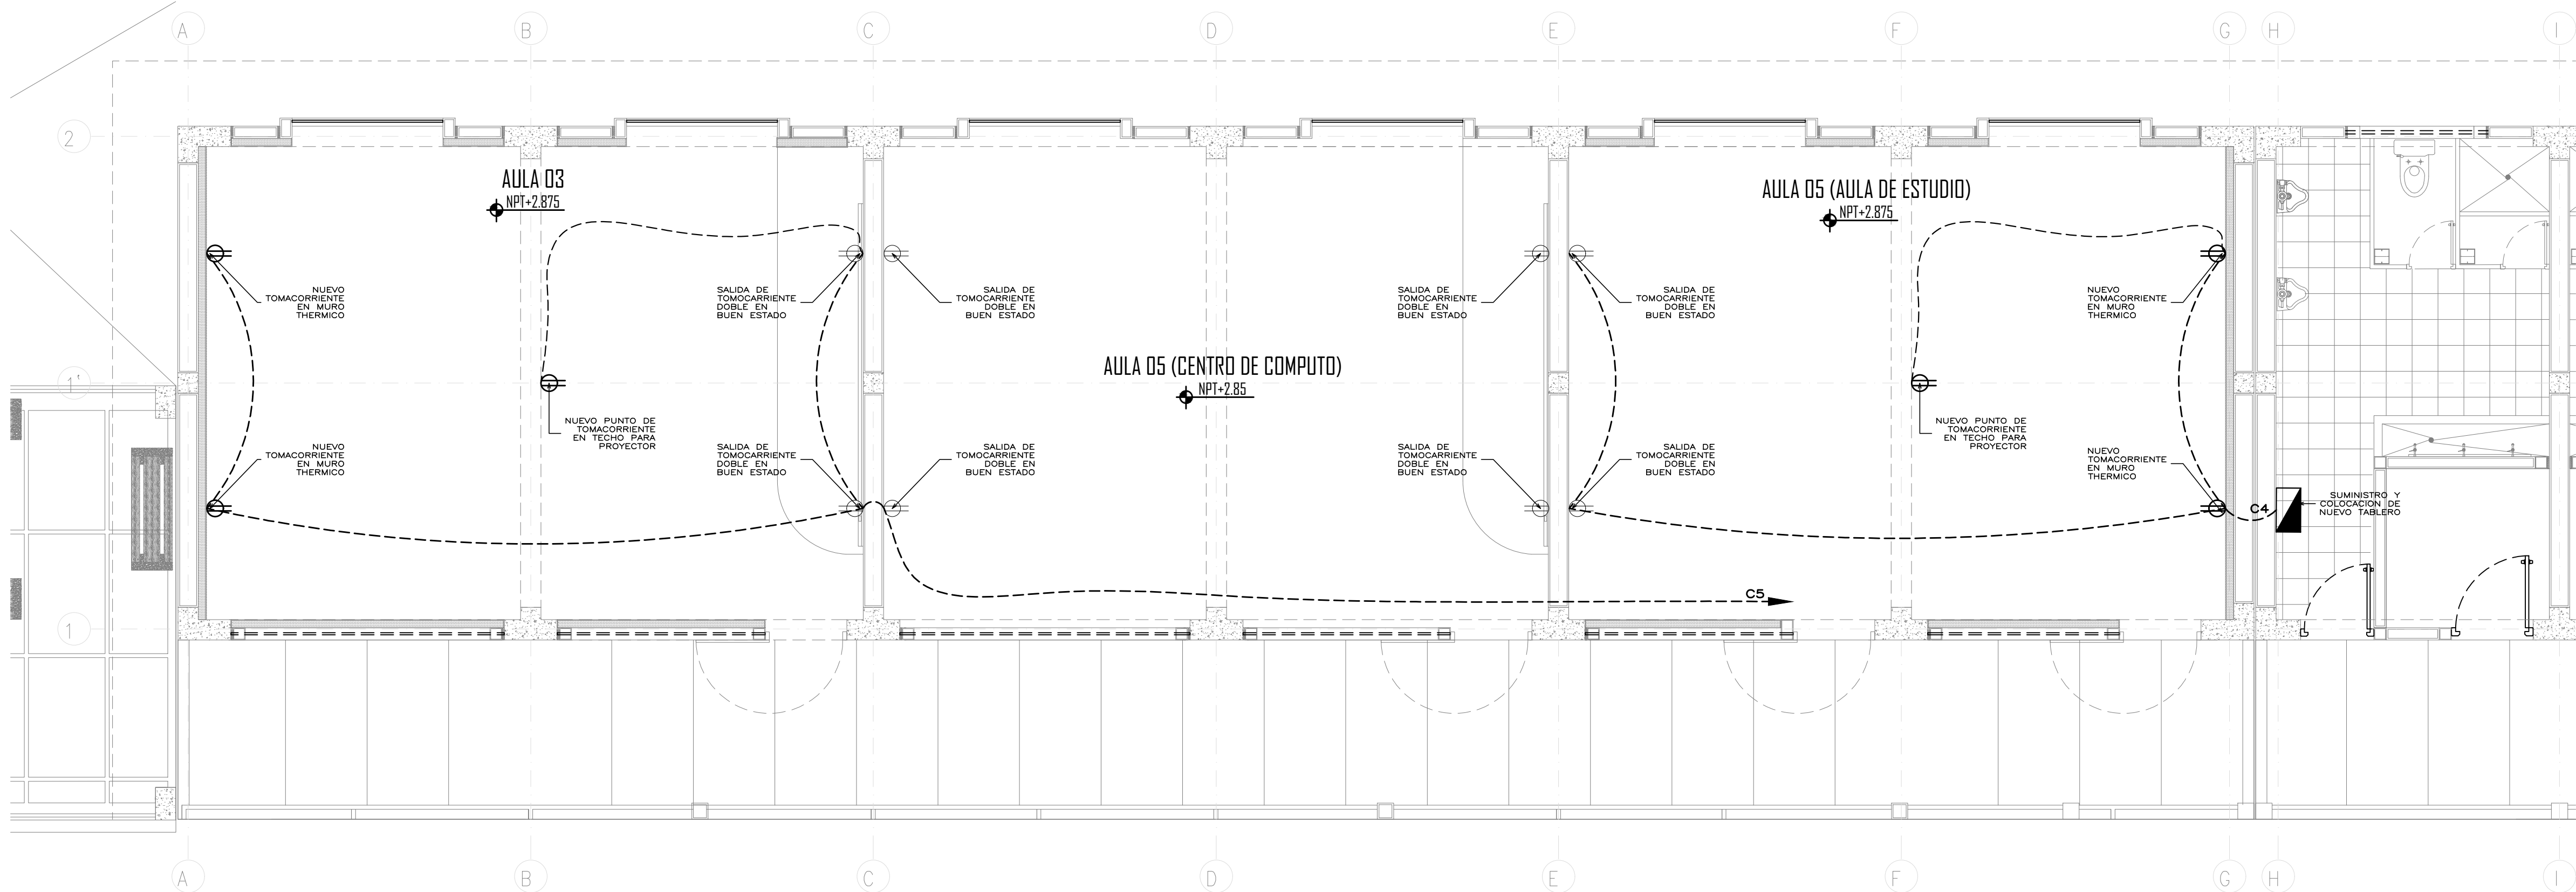 A
B
C
D
E
F
G
H
I
2
AULA 03
NPT+2.875
AULA 05 (AULA DE ESTUDIO)
NPT+2.875
NUEVO
TOMACORRIENTE
EN MURO
THERMICO
SALIDA DE
TOMOCARRIENTE
DOBLE EN
BUEN ESTADO
SALIDA DE
TOMOCARRIENTE
DOBLE EN
BUEN ESTADO
SALIDA DE
TOMOCARRIENTE
DOBLE EN
BUEN ESTADO
SALIDA DE
TOMOCARRIENTE
DOBLE EN
BUEN ESTADO
NUEVO
TOMACORRIENTE
EN MURO
THERMICO
1'
AULA 05 (CENTRO DE COMPUTO)
NPT+2.85
NUEVO PUNTO DE
TOMACORRIENTE
EN TECHO PARA
PROYECTOR
NUEVO PUNTO DE
TOMACORRIENTE
EN TECHO PARA
PROYECTOR
NUEVO
TOMACORRIENTE
EN MURO
THERMICO
SALIDA DE
TOMOCARRIENTE
DOBLE EN
BUEN ESTADO
SALIDA DE
TOMOCARRIENTE
DOBLE EN
BUEN ESTADO
SALIDA DE
TOMOCARRIENTE
DOBLE EN
BUEN ESTADO
SALIDA DE
TOMOCARRIENTE
DOBLE EN
BUEN ESTADO
NUEVO
TOMACORRIENTE
EN MURO
THERMICO
C4
SUMINISTRO Y
COLOCACION DE
NUEVO TABLERO
C5
1
A
B
C
D
E
F
G
H
I